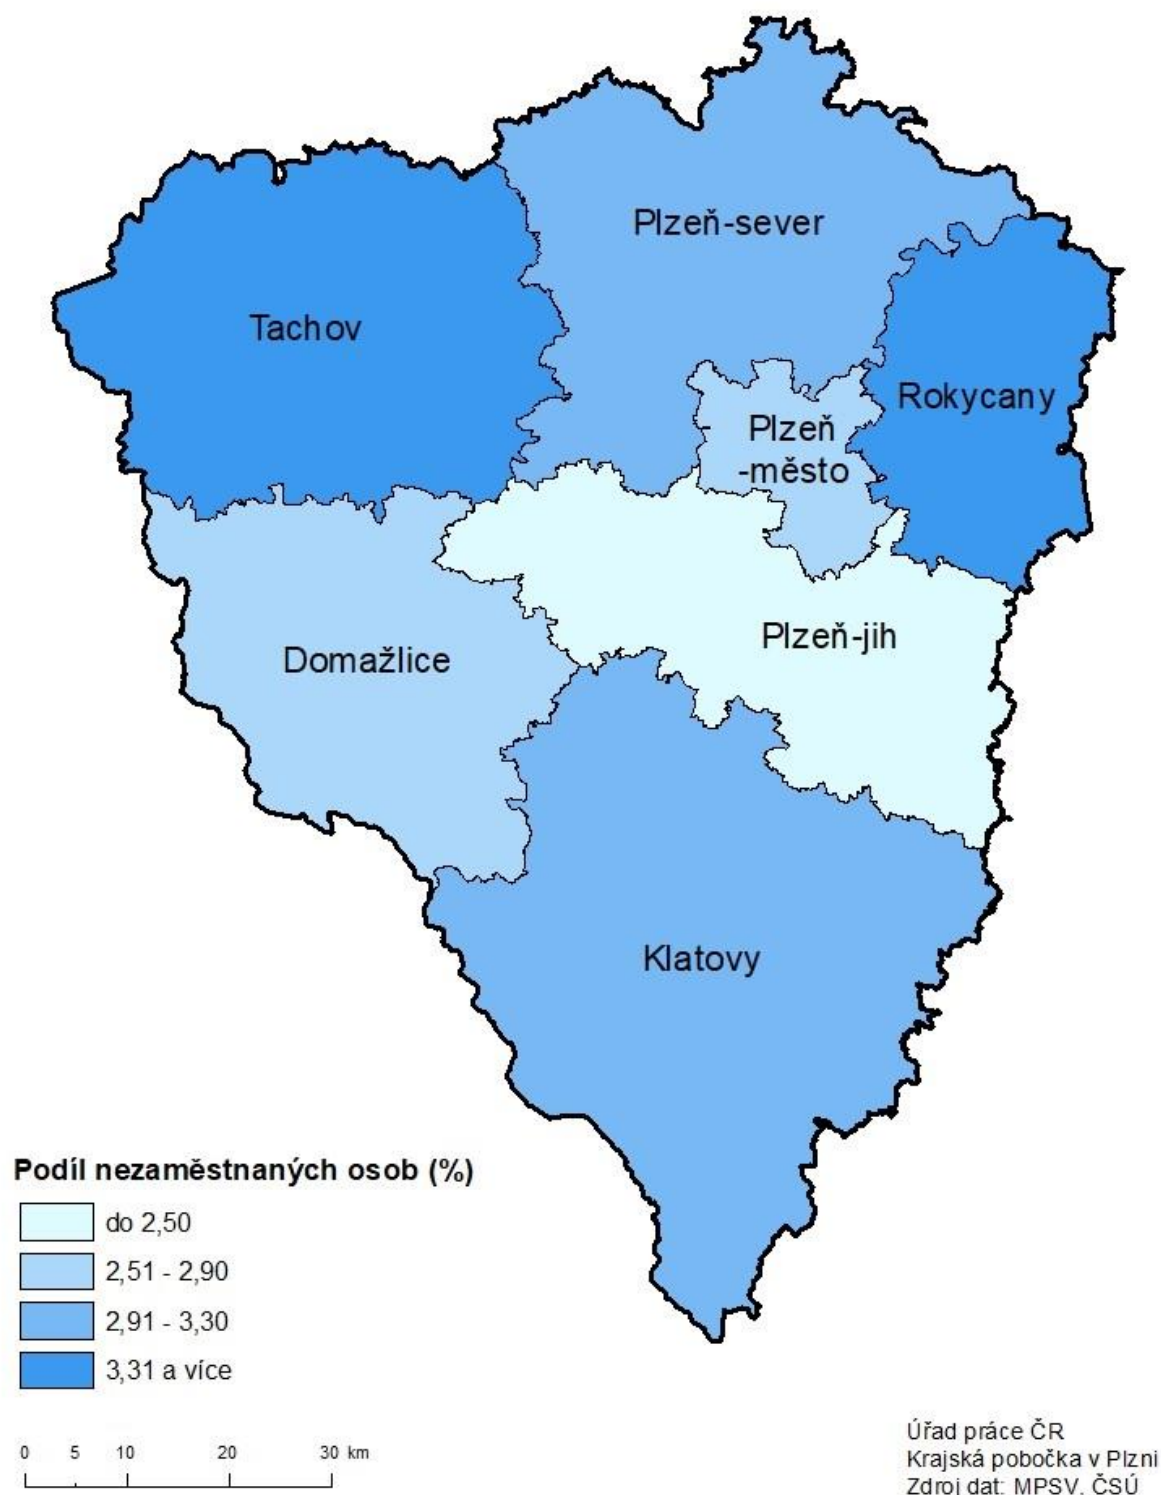 Plzeň-sever
Tachov
Rokycany
Plzeň
-město
Plzeň-jih
Domažlice
Klatovy
Podíl nezaměstnaných osob (%)
do 2,50
2,51 - 2,90
2,91 - 3,30
3,31 a více
0 5 10 20 30 km
Úřad práce ČR
Krajská pobočka v Plzni
Zdroj dat: MPSV, ČSÚ